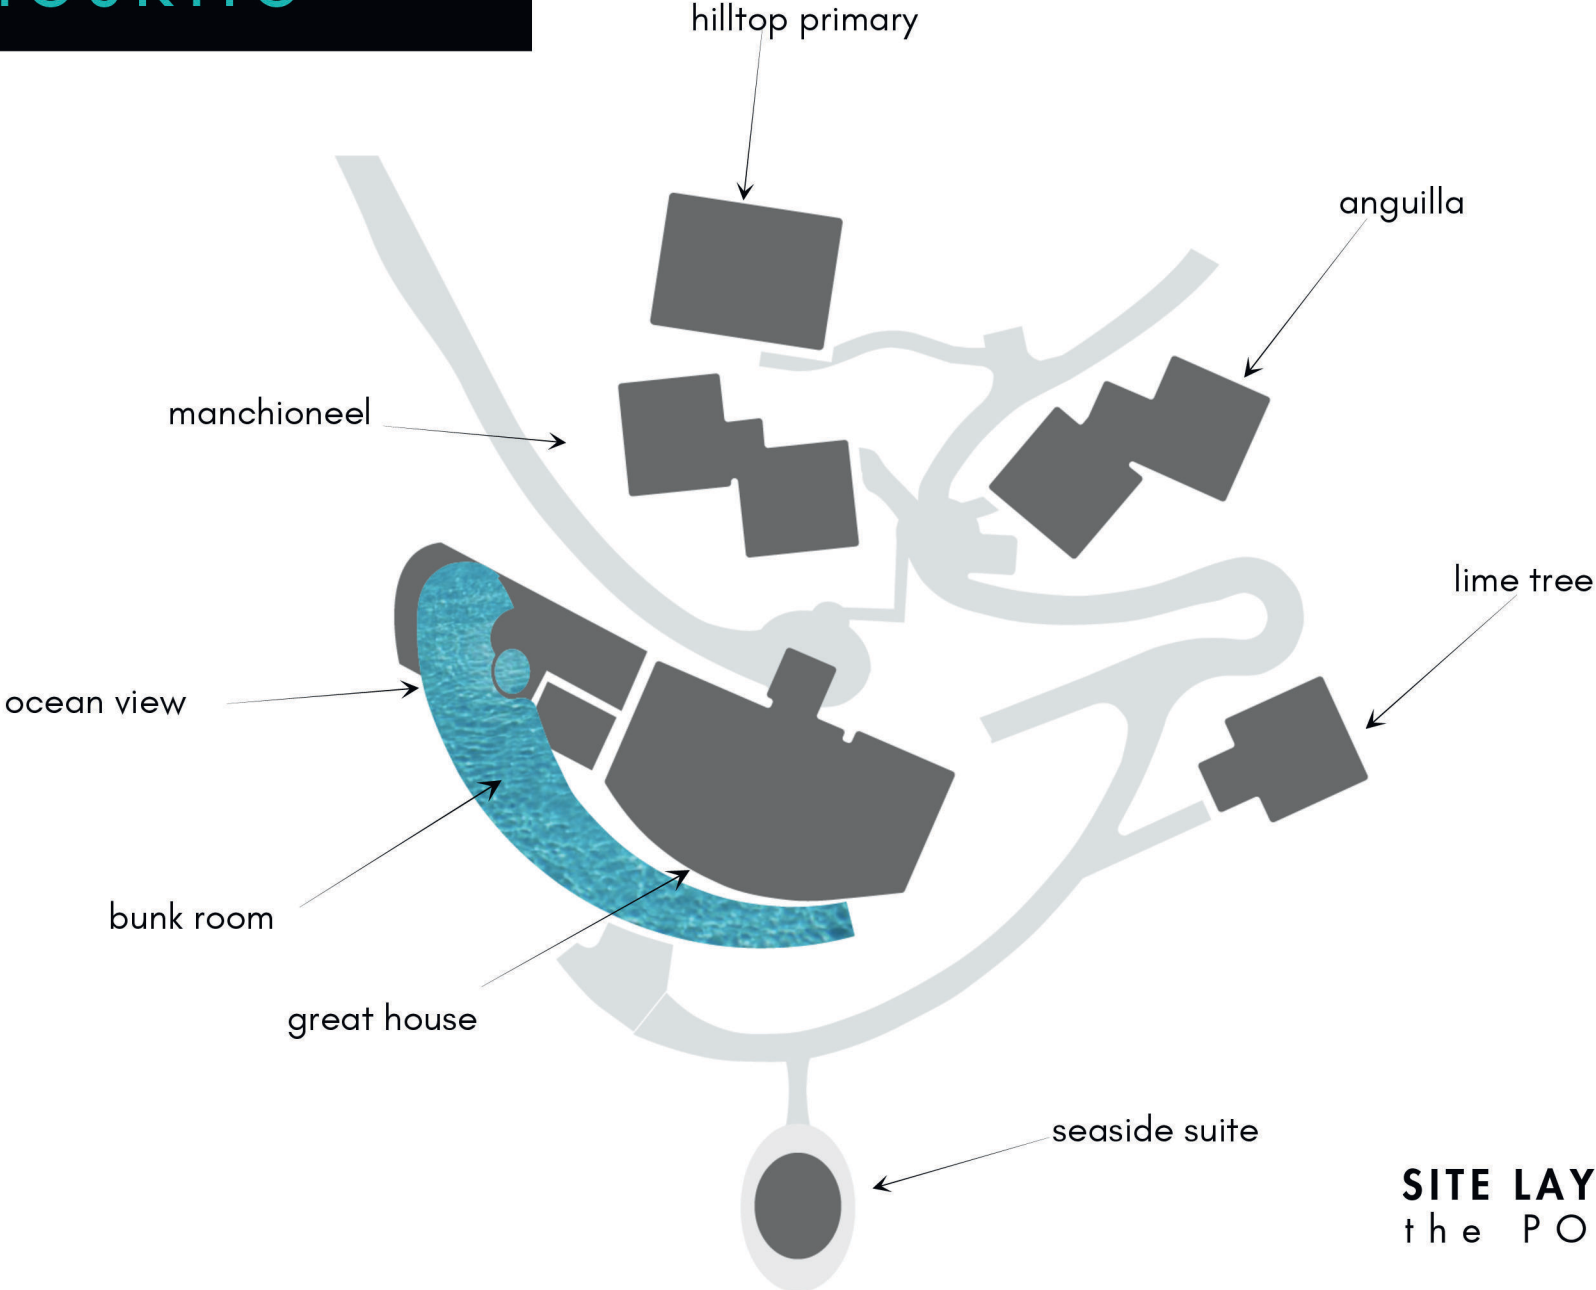 hilltop primary
anguilla
manchioneel
lime tree
ocean view
bunk room
great house
seaside suite
SITE LAY
the PO